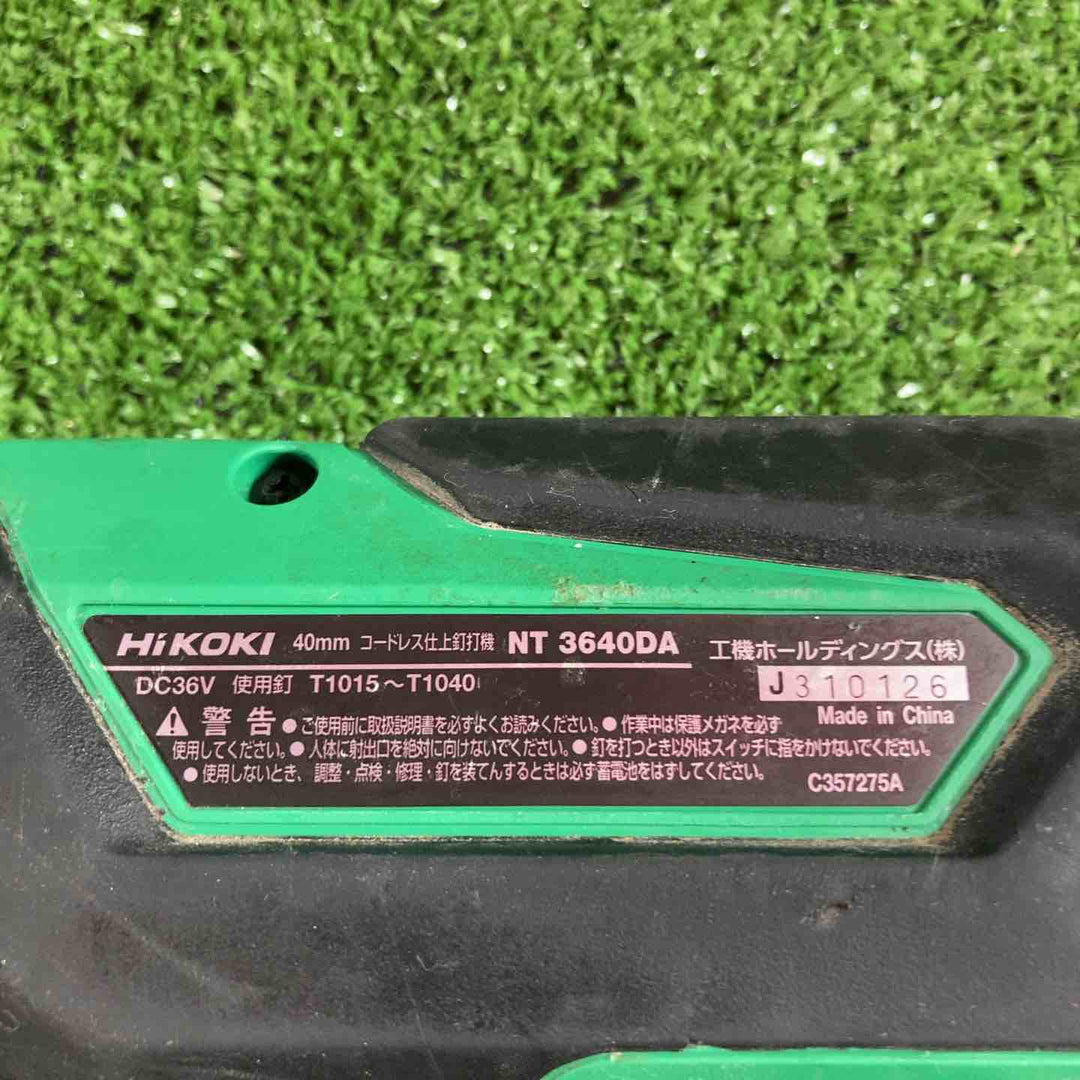 HiKOKI 40mm コードレス仕上釘打機 NT 3640DA 工機ホールディングス(株)
DC36V 使用釘 T1015～T1040 J310126
Made in China
警告 ●ご使用前に取扱説明書を必ずよくお読みください。●作業中は保護メガネを必ず
使用してください。●人体に射出口を絶対に向けないでください。●釘を打つとき以外はスイッチに指をかけないでください。
●使用しないとき、調整・点検・修理・釘を装てんするときは必ず蓄電池をはずしてください。
C357275A